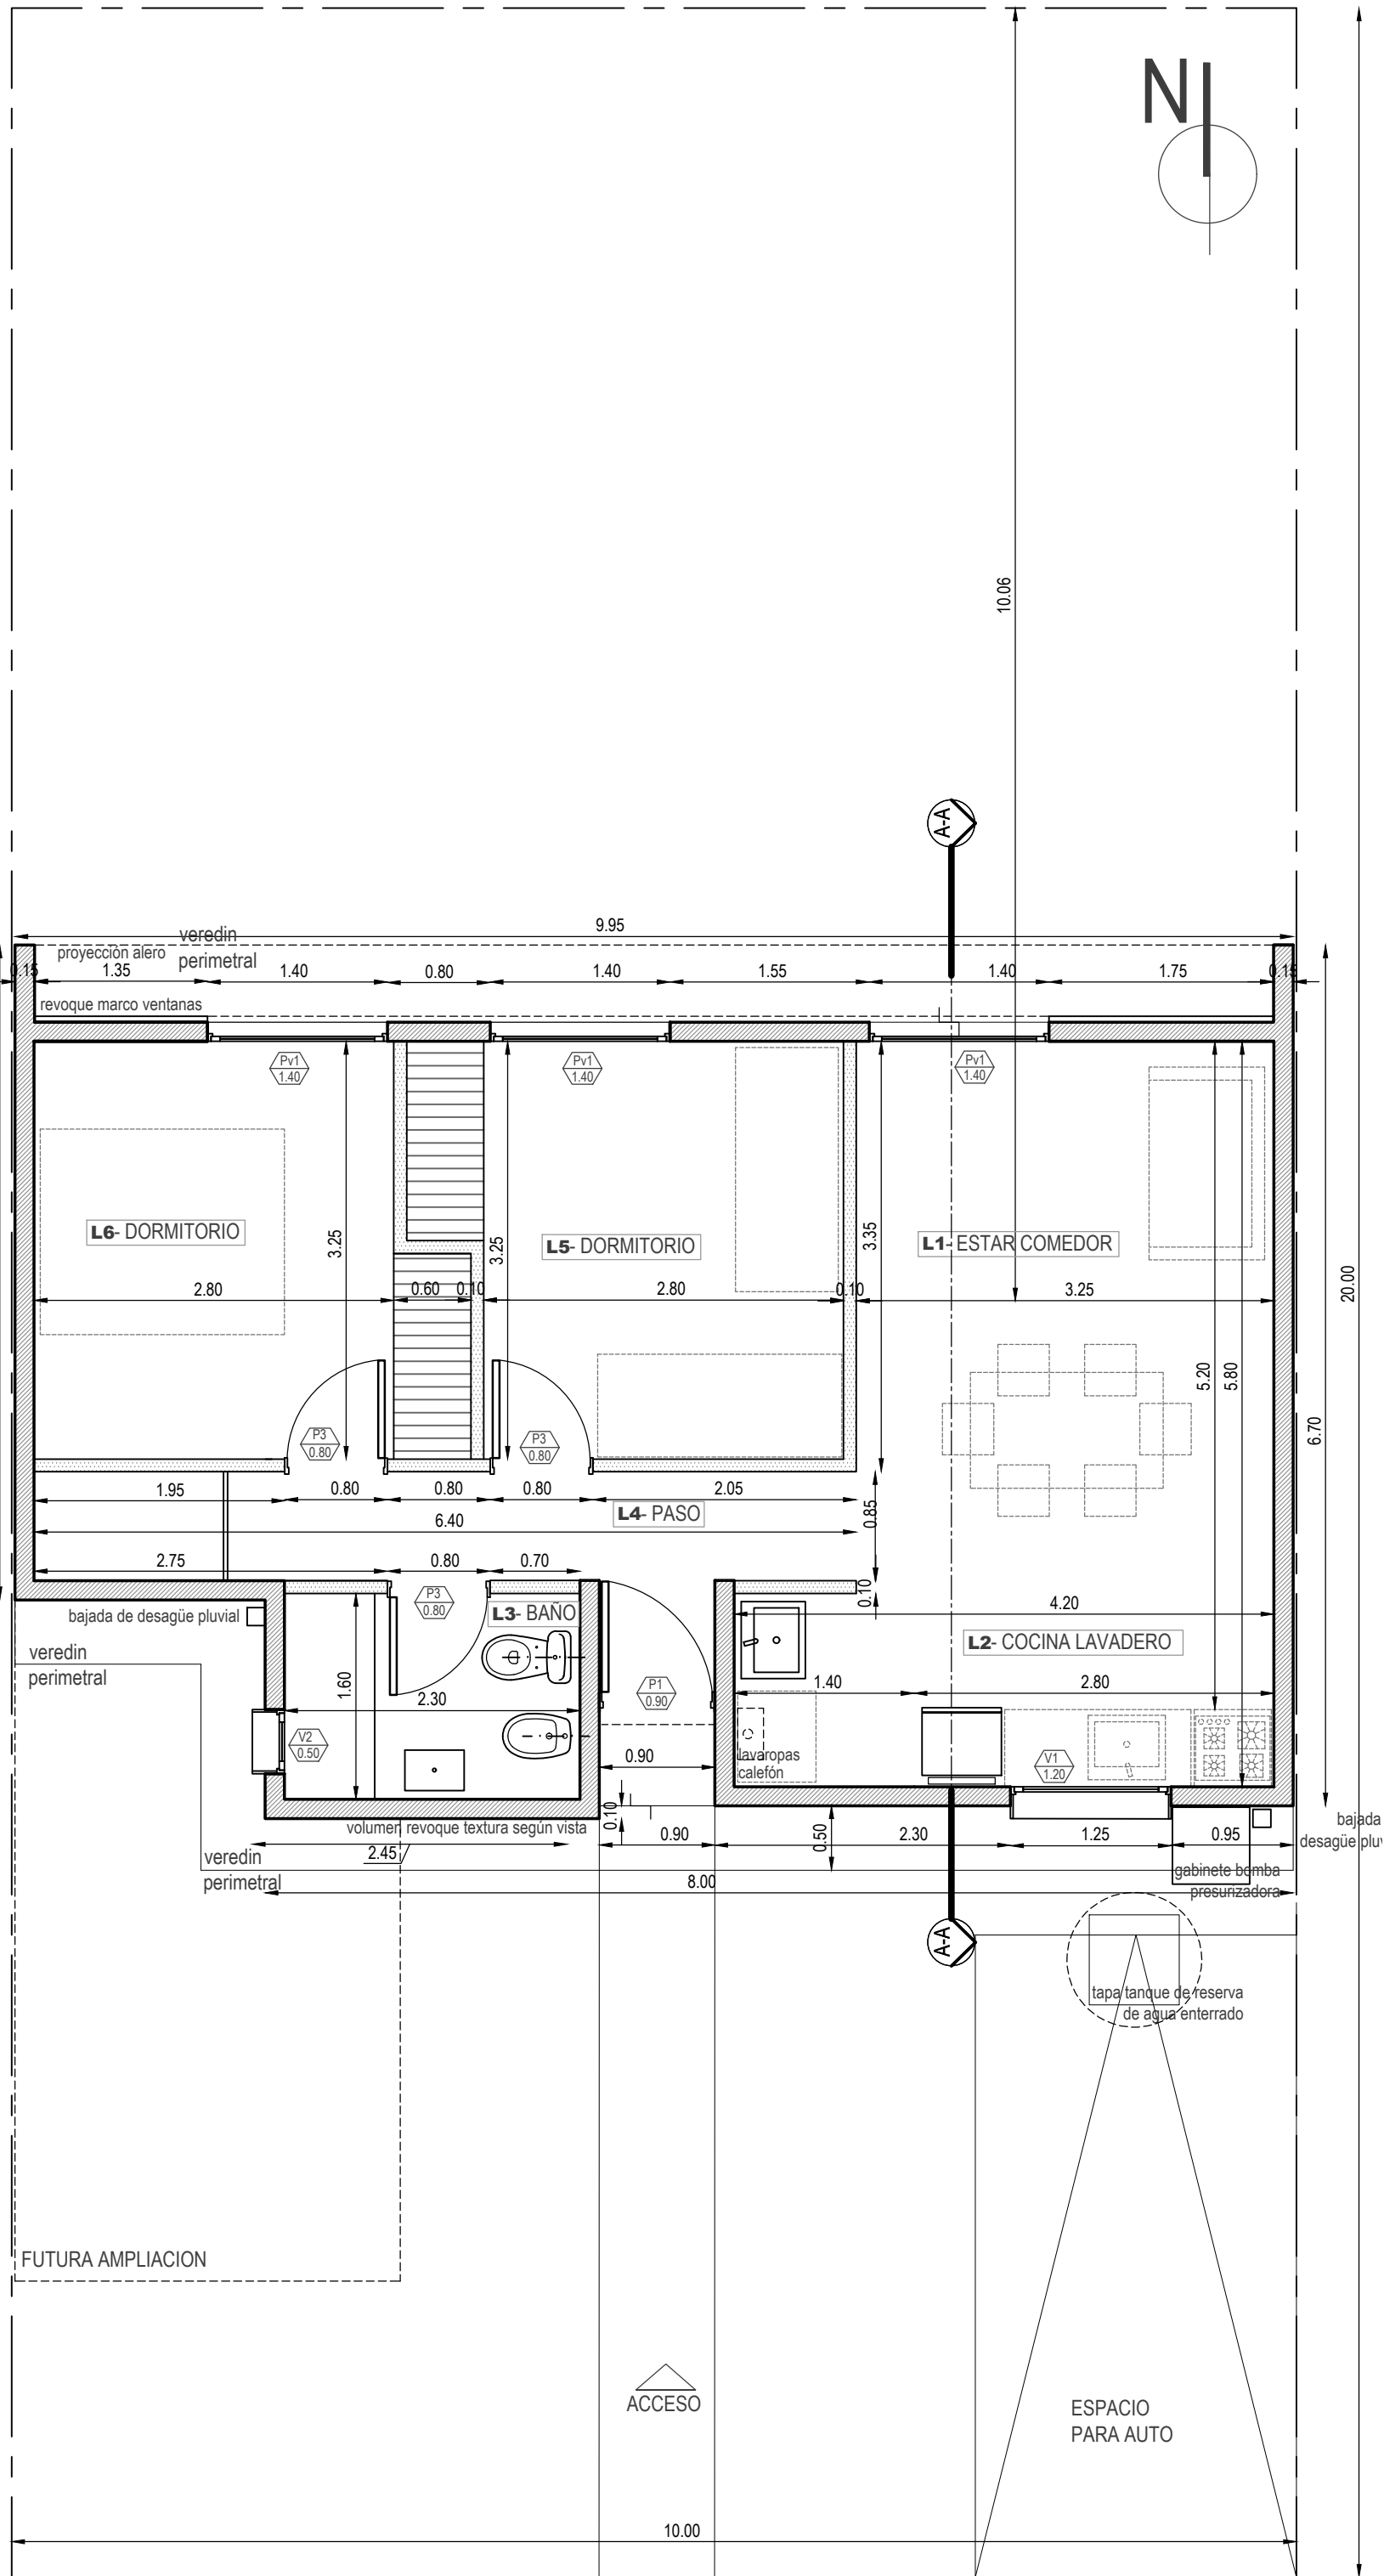 N
10.06
20.00
A-A
9.95
proyección alero
veredin
perimetral
0.15
1.35
1.40
0.80
1.40
1.55
1.40
1.75
0.15
revoque marco ventanas
Pv1
1.40
Pv1
1.40
Pv1
1.40
L6- DORMITORIO
3.25
3.25
L5- DORMITORIO
3.35
L1- ESTAR COMEDOR
2.80
0.60
0.10
2.80
0.10
3.25
5.20
5.80
6.70
P3
0.80
P3
0.80
1.95
0.80
0.80
0.80
2.05
L4- PASO
0.85
6.40
2.75
0.80
0.70
P3
0.80
0.10
L3- BAÑO
4.20
bajada de desagüe pluvial
L2- COCINA LAVADERO
veredin
perimetral
1.60
2.30
P1
0.90
1.40
2.80
V2
0.50
0.90
lavaropas
calefón
V1
1.20
0.10
volumen revoque textura según vista
0.90
0.50
2.30
1.25
0.95
bajada
desagüe pluv
2.45
veredin
perimetral
8.00
gabinete bomba
presurizadora
A-A
tapa tanque de reserva
de agua enterrado
FUTURA AMPLIACION
ACCESO
ESPACIO
PARA AUTO
10.00